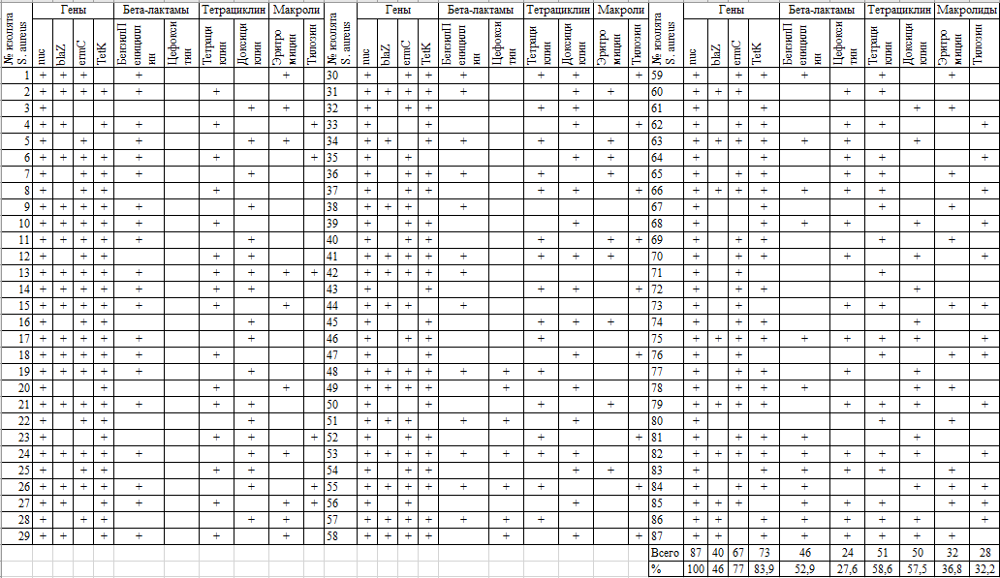 № изолята S. aureus Гены Бета-лактамы Тетрациклин Макроли № изолята S. aureus Гены Бета-лактамы Тетрациклин Макроли № изолята S. aureus Гены Бета-лактамы Тетрациклин Макролиды
nuc blaZ ermC TetK БензилП еницилл ин Цефокси тин Тетраци клин Доксици клин Эритро мицин Тилозин nuc blaZ ermC TetK БензилП еницилл ин Цефокси тин Тетраци клин Доксици клин Эритро мицин Тилозин nuc blaZ ermC TetK БензилП еницилл ин Цефокси тин Тетраци клин Доксици клин Эритро мицин Тилозин
1 + + + + + 30 + + + + + + + 59 + + + + + +
2 + + + + + + 31 + + + + + + + 60 + + + + +
3 + + + 32 + + + + + 61 + + + +
4 + + + + + + 33 + + + + 62 + + + + + +
5 + + + + + 34 + + + + + + 63 + + + + + + +
6 + + + + + + + 35 + + + + 64 + + + + +
7 + + + + + 36 + + + + + + 65 + + + + + +
8 + + + + 37 + + + + + + 66 + + + + + + + +
9 + + + + + + 38 + + + + 67 + + + +
10 + + + + + + 39 + + + + 68 + + + + + + +
11 + + + + + + 40 + + + + + + 69 + + + + +
12 + + + + + 41 + + + + + + + + 70 + + + + + +
13 + + + + + + + + + 42 + + + + + 71 + + +
14 + + + + + + + 43 + + + + + 72 + + + +
15 + + + + + + + 44 + + + + 73 + + + + + +
16 + + + + 45 + + + + + 74 + + + +
17 + + + + + + 46 + + + + 75 + + + + + + + + +
18 + + + + + + 47 + + + + 76 + + + + +
19 + + + + + + 48 + + + + + + + 77 + + + + +
20 + + + + 49 + + + + + + 78 + + + + + +
21 + + + + + + + 50 + + + + 79 + + + + + + + +
22 + + + + 51 + + + + + + 80 + + +
23 + + + + + 52 + + + + + 81 + + + + +
24 + + + + + + + 53 + + + + + + + + 82 + + + + + + + + +
25 + + + + + 54 + + + + + 83 + + + + + + +
26 + + + + + + + 55 + + + + + + + + 84 + + + + + + + +
27 + + + + + + + 56 + + + 85 + + + + + + + +
28 + + + + + 57 + + + + + + + 86 + + + + + + + +
29 + + + + + + 58 + + + + + + + 87 + + + + + + + +
Всего 87 40 67 73 46 24 51 50 32 28
% 100 46 77 83,9 52,9 27,6 58,6 57,5 36,8 32,2